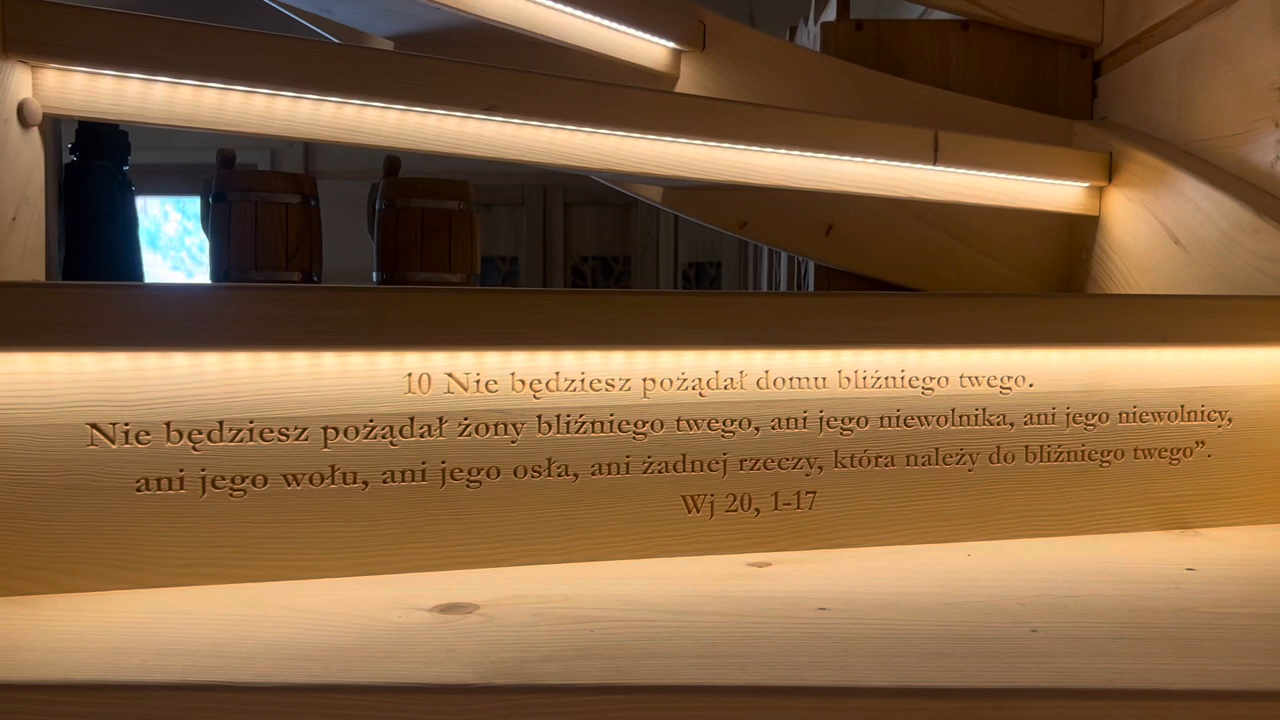 10 Nie będziesz pożądał domu bliźniego twego.
Nie będziesz pożądał żony bliźniego twego, ani jego niewolnika, ani jego niewolnicy,
ani jego wołu, ani jego osła, ani żadnej rzeczy, która należy do bliźniego twego”.
Wj 20, 1-17